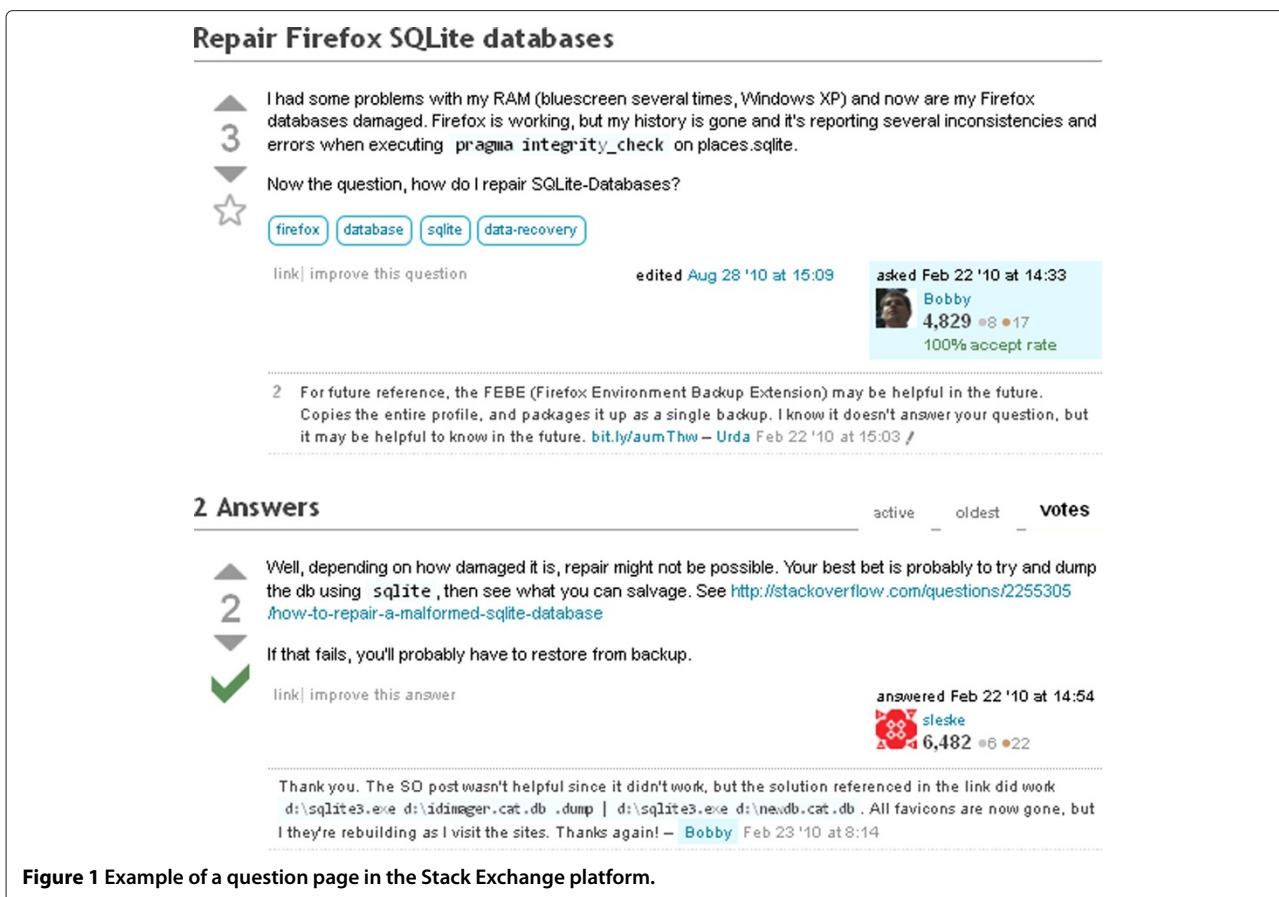 Repair Firefox SQLite databases
I had some problems with my RAM (bluescreen several times, Windows XP) and now are my Firefox
databases damaged. Firefox is working, but my history is gone and it's reporting several inconsistencies and
errors when executing pragma integrity_check on places.sqlite.
3
Now the question, how do I repair SQLite-Databases?
firefox database sqlite data-recovery
link| improve this question edited Aug 28 '10 at 15:09 asked Feb 22 '10 at 14:33
Bobby
4,829 8 17
100% accept rate
2 For future reference, the FEBE (Firefox Environment Backup Extension) may be helpful in the future.
Copies the entire profile, and packages it up as a single backup. I know it doesn't answer your question, but
it may be helpful to know in the future. bit.ly/aumThw – Urda Feb 22 '10 at 15:03
2 Answers active oldest votes
Well, depending on how damaged it is, repair might not be possible. Your best bet is probably to try and dump
the db using sqlite, then see what you can salvage. See http://stackoverflow.com/questions/2255305
/how-to-repair-a-malformed-sqlite-database
2
If that fails, you'll probably have to restore from backup.
link| improve this answer answered Feb 22 '10 at 14:54
sleske
6,482 6 22
Thank you. The SO post wasn't helpful since it didn't work, but the solution referenced in the link did work
d:\sqlite3.exe d:\idimager.cat.db .dump | d:\sqlite3.exe d:\newdb.cat.db . All favicons are now gone, but
I they're rebuilding as I visit the sites. Thanks again! – Bobby Feb 23 '10 at 8:14
Figure 1 Example of a question page in the Stack Exchange platform.